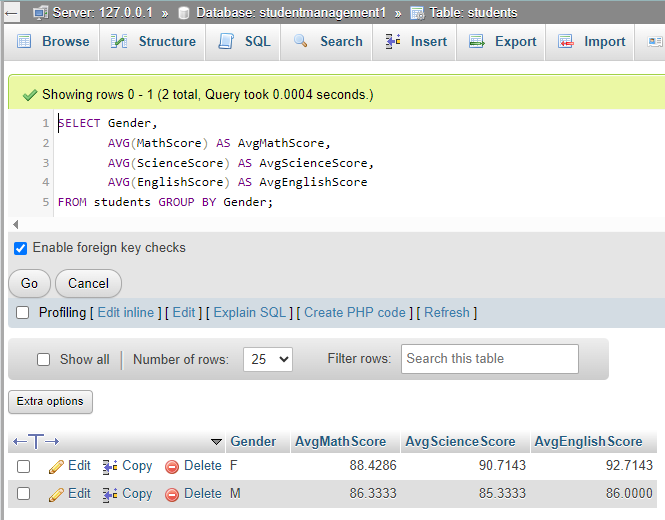 Server: 127.0.0.1 » Database: studentmanagement1 » Table: students
Browse Structure SQL Search Insert Export Import
Showing rows 0 - 1 (2 total, Query took 0.0004 seconds.)
1 SELECT Gender,
2 AVG(MathScore) AS AvgMathScore,
3 AVG(ScienceScore) AS AvgScienceScore,
4 AVG(EnglishScore) AS AvgEnglishScore
5 FROM students GROUP BY Gender;
Enable foreign key checks
Go Cancel
Profiling [ Edit inline ] [ Edit ] [ Explain SQL ] [ Create PHP code ] [ Refresh ]
Show all Number of rows: 25 Filter rows: Search this table
Extra options
←T→ Gender AvgMathScore AvgScienceScore AvgEnglishScore
Edit Copy Delete F 88.4286 90.7143 92.7143
Edit Copy Delete M 86.3333 85.3333 86.0000